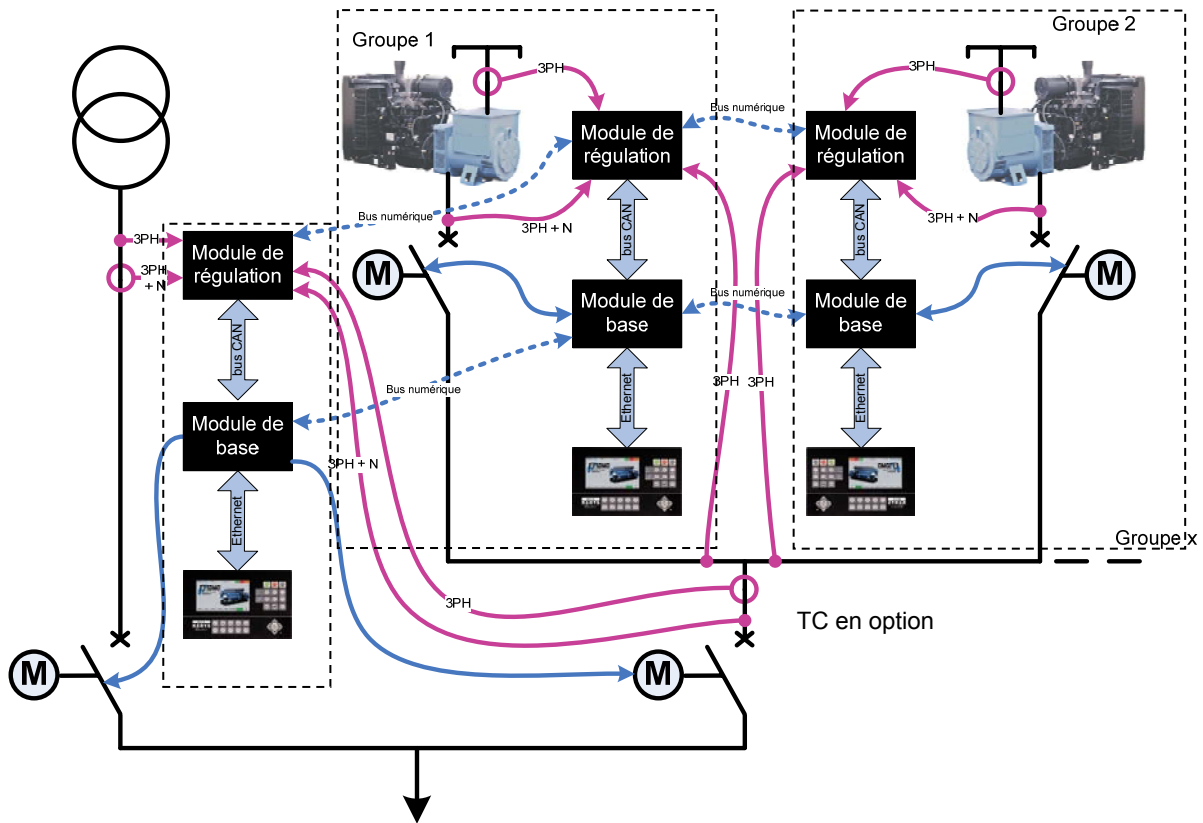 Groupe 1
Groupe 2
3PH
3PH
Bus numérique
Module de
régulation
Module de
régulation
Bus numérique
3PH + N
3PH + N
bus CAN
bus CAN
3PH
3PH
+ N
Module de
régulation
M
M
Bus numérique
Module de
base
Module de
base
bus CAN
3PH
3PH
Bus numérique
Ethernet
Ethernet
Module de
base
3PH + N
Ethernet
Groupe x
3PH
TC en option
M
M